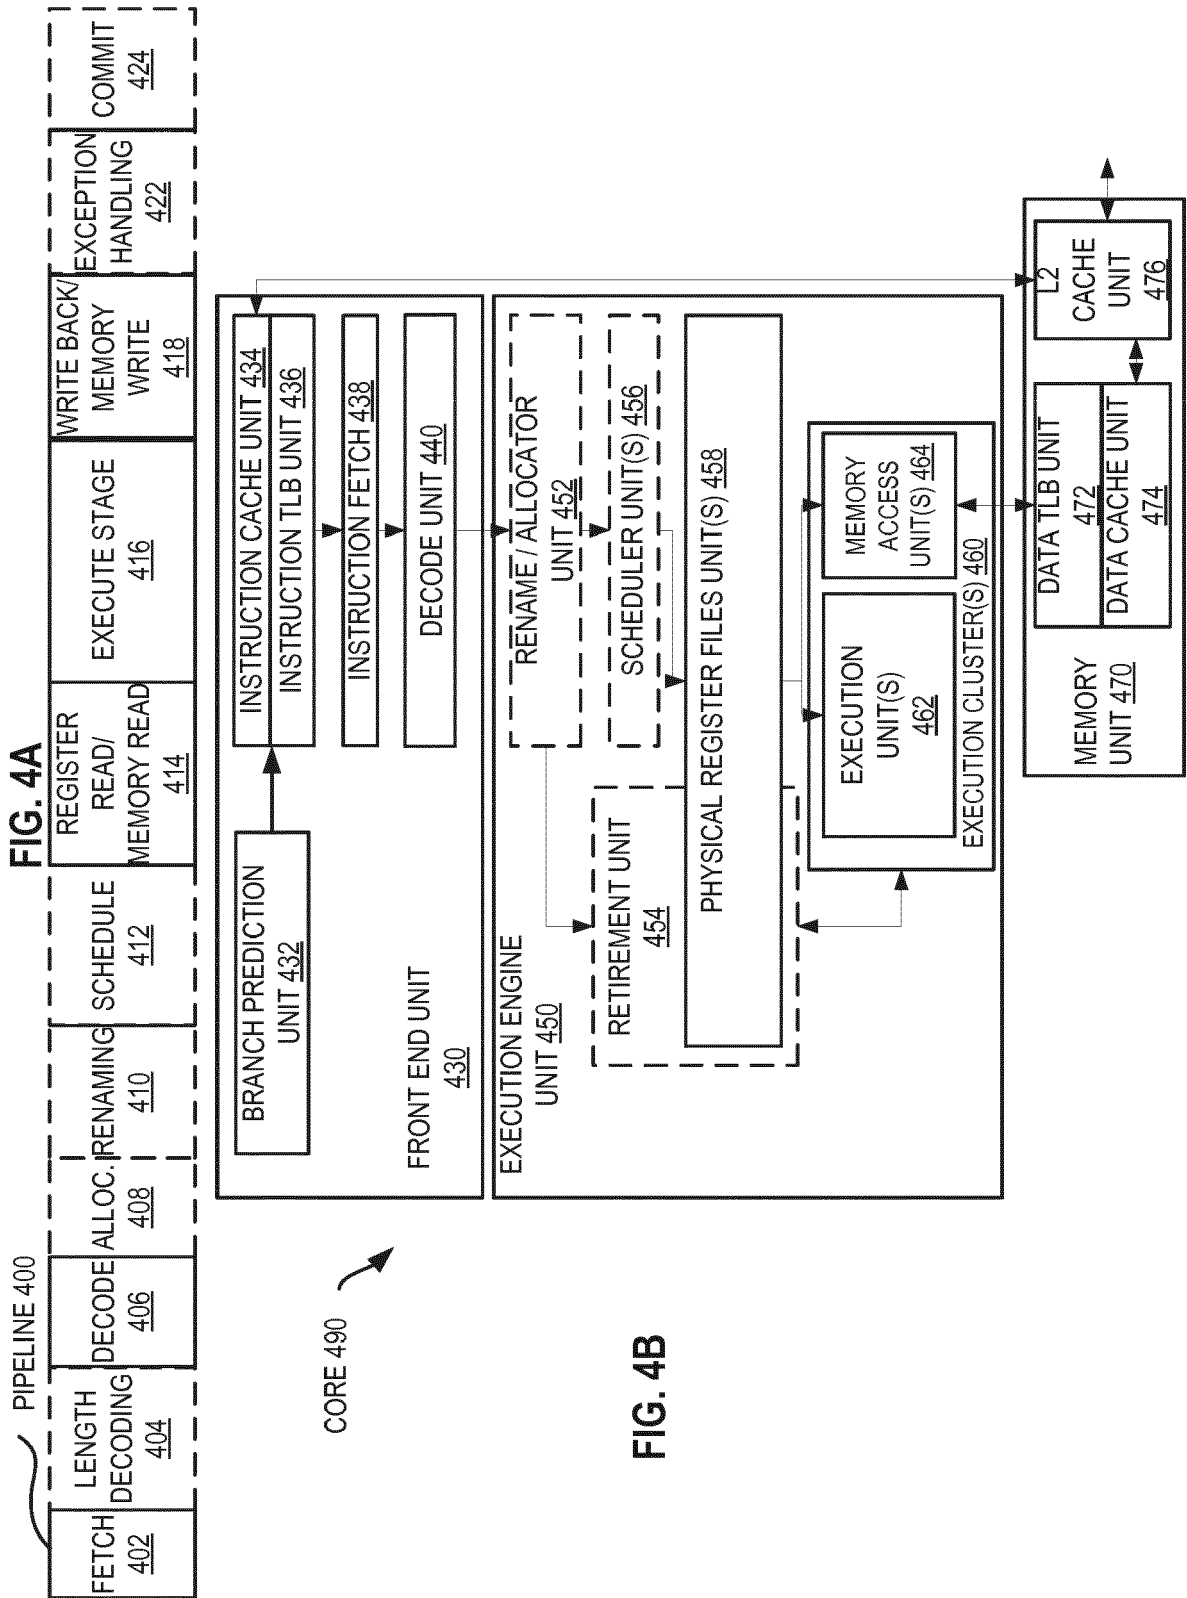 PIPELINE 400
FETCH
402
LENGTH
DECODING
404
DECODE
406
ALLOC.
408
RENAMING
410
SCHEDULE
412
REGISTER
READ/
MEMORY READ
414
EXECUTE STAGE
416
WRITE BACK/
MEMORY
WRITE
418
EXCEPTION
HANDLING
422
COMMIT
424
FIG. 4A
CORE 490
BRANCH PREDICTION
UNIT 432
INSTRUCTION CACHE UNIT 434
INSTRUCTION TLB UNIT 436
INSTRUCTION FETCH 438
DECODE UNIT 440
FRONT END UNIT
430
EXECUTION ENGINE
UNIT 450
RENAME / ALLOCATOR
UNIT 452
SCHEDULER UNIT(S) 456
RETIREMENT UNIT
454
PHYSICAL REGISTER FILES UNIT(S) 458
EXECUTION
UNIT(S)
462
MEMORY
ACCESS
UNIT(S) 464
EXECUTION CLUSTER(S) 460
MEMORY
UNIT 470
DATA TLB UNIT
472
DATA CACHE UNIT
474
L2
CACHE
UNIT
476
FIG. 4B